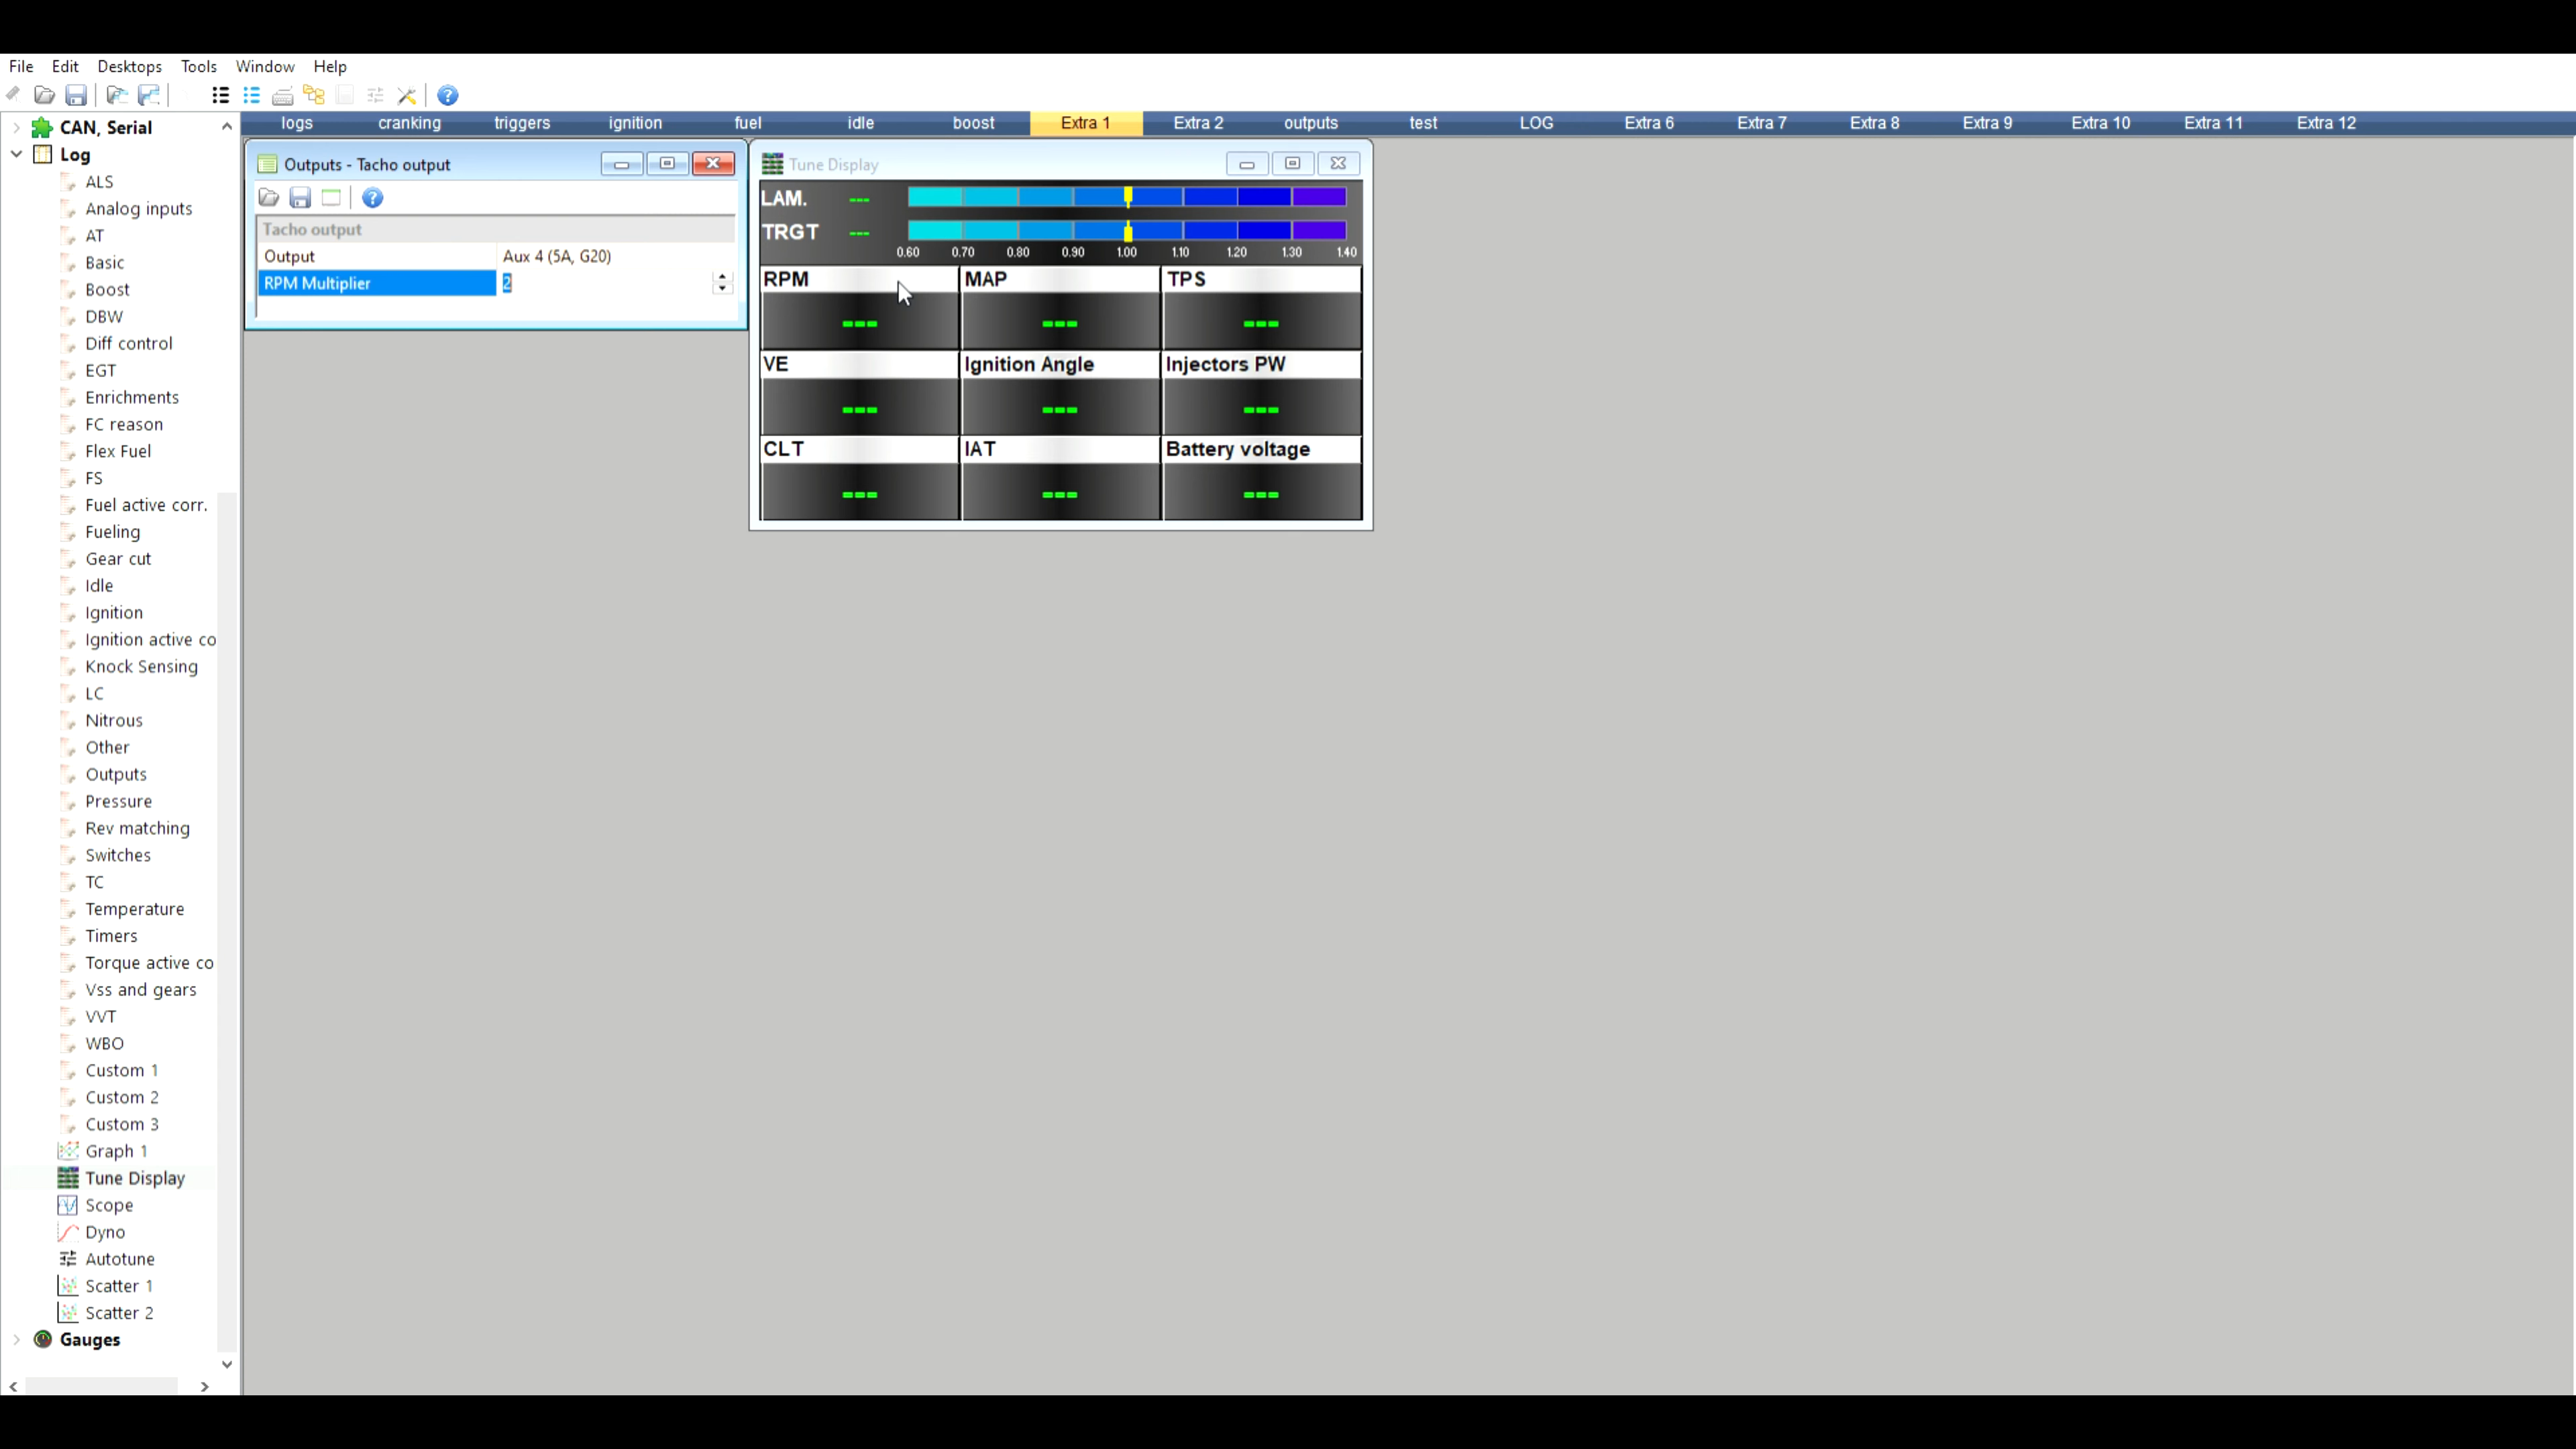 File Edit Desktops Tools Window Help
logs cranking triggers ignition fuel idle boost Extra 1 Extra 2 outputs test LOG Extra 6 Extra 7 Extra 8 Extra 9 Extra 10 Extra 11 Extra 12
CAN, Serial
Log
ALS
Analog inputs
AT
Basic
Boost
DBW
Diff control
EGT
Enrichments
FC reason
Flex Fuel
FS
Fuel active corr.
Fueling
Gear cut
Idle
Ignition
Ignition active co
Knock Sensing
LC
Nitrous
Other
Outputs
Pressure
Rev matching
Switches
TC
Temperature
Timers
Torque active co
Vss and gears
VVT
WBO
Custom 1
Custom 2
Custom 3
Graph 1
Tune Display
Scope
Dyno
Autotune
Scatter 1
Scatter 2
Gauges
Outputs - Tacho output
Tacho output
Output Aux 4 (5A, G20)
RPM Multiplier 2
Tune Display
LAM. ---
TRGT ---
0.60 0.70 0.80 0.90 1.00 1.10 1.20 1.30 1.40
RPM MAP TPS
--- --- ---
VE Ignition Angle Injectors PW
--- --- ---
CLT IAT Battery voltage
--- --- ---